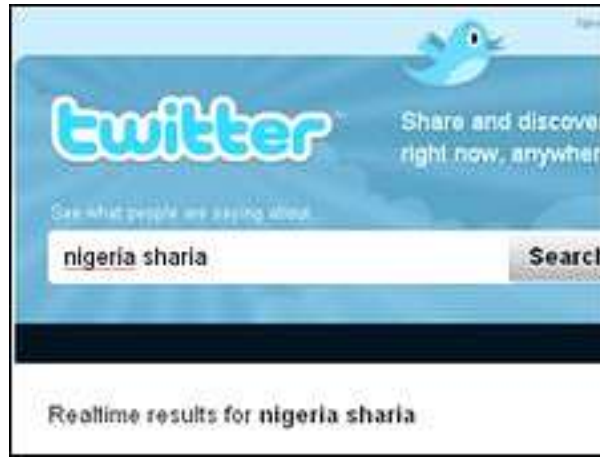 twitter
Share and discover
right now, anywher
See what people are saying about...
nigeria sharia
Search
Realtime results for nigeria sharia